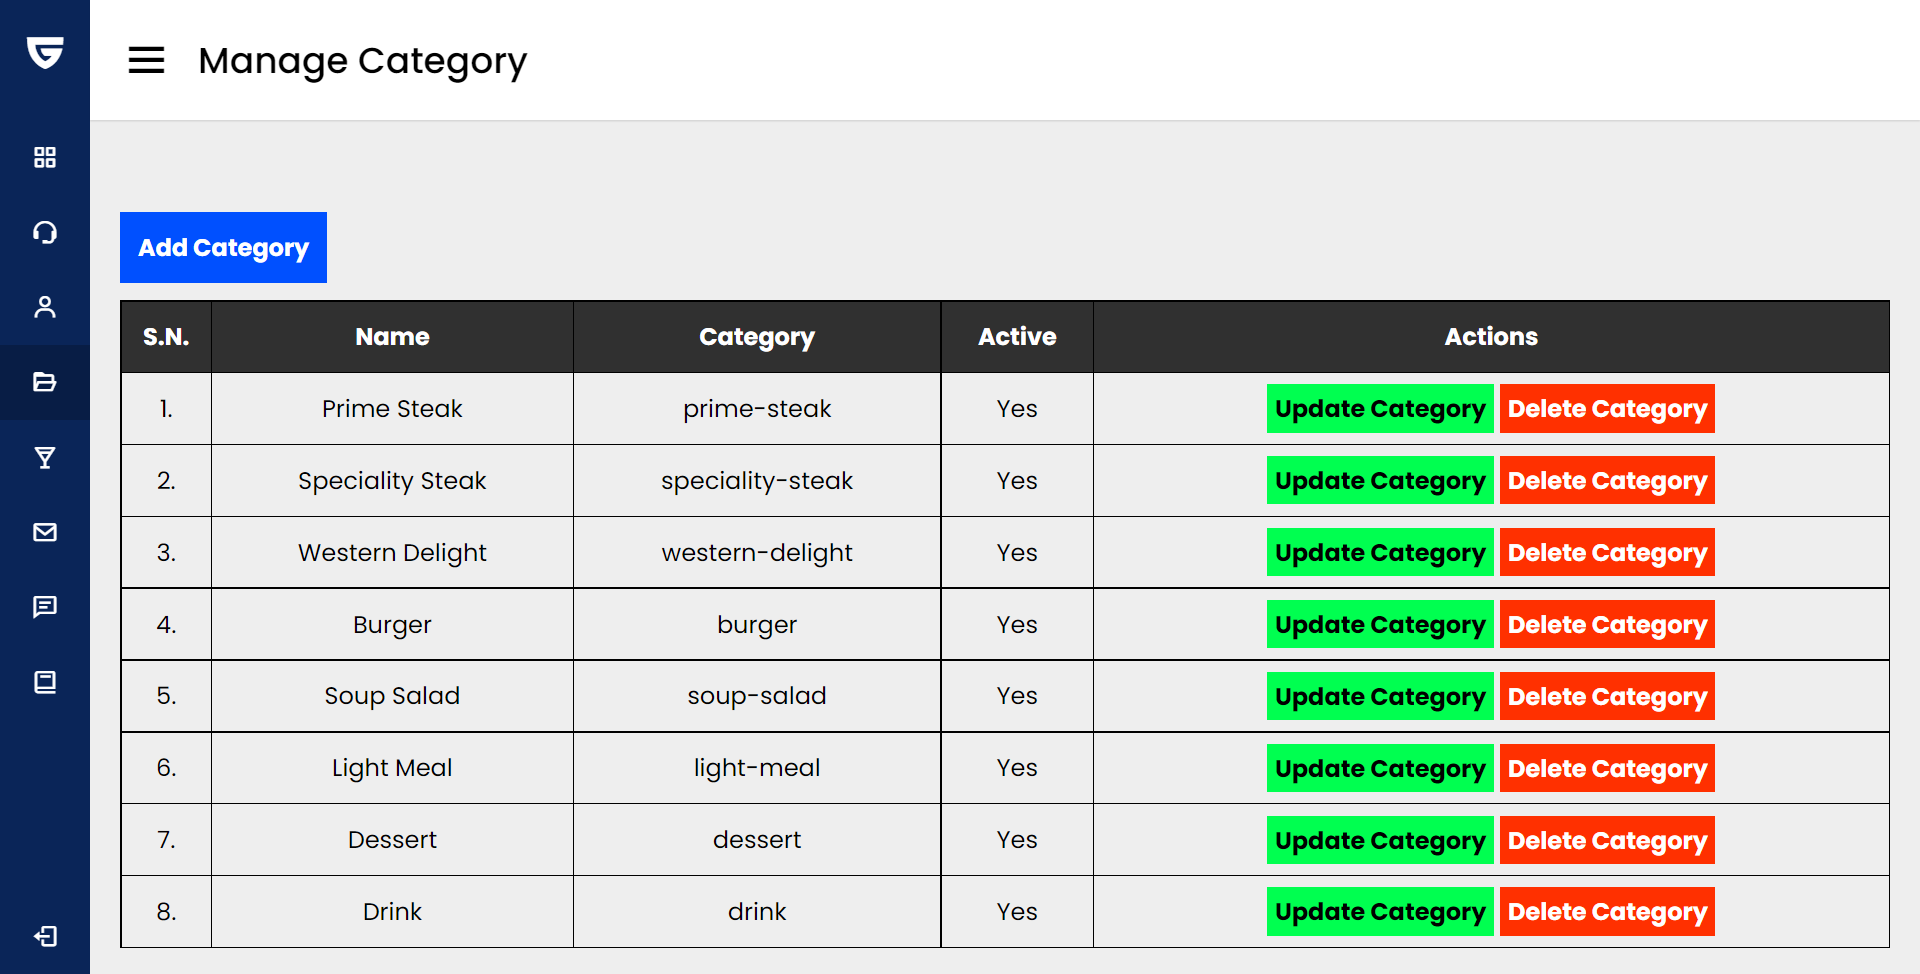 Manage Category
Add Category
S.N. Name Category Active Actions
1. Prime Steak prime-steak Yes Update Category Delete Category
2. Speciality Steak speciality-steak Yes Update Category Delete Category
3. Western Delight western-delight Yes Update Category Delete Category
4. Burger burger Yes Update Category Delete Category
5. Soup Salad soup-salad Yes Update Category Delete Category
6. Light Meal light-meal Yes Update Category Delete Category
7. Dessert dessert Yes Update Category Delete Category
8. Drink drink Yes Update Category Delete Category